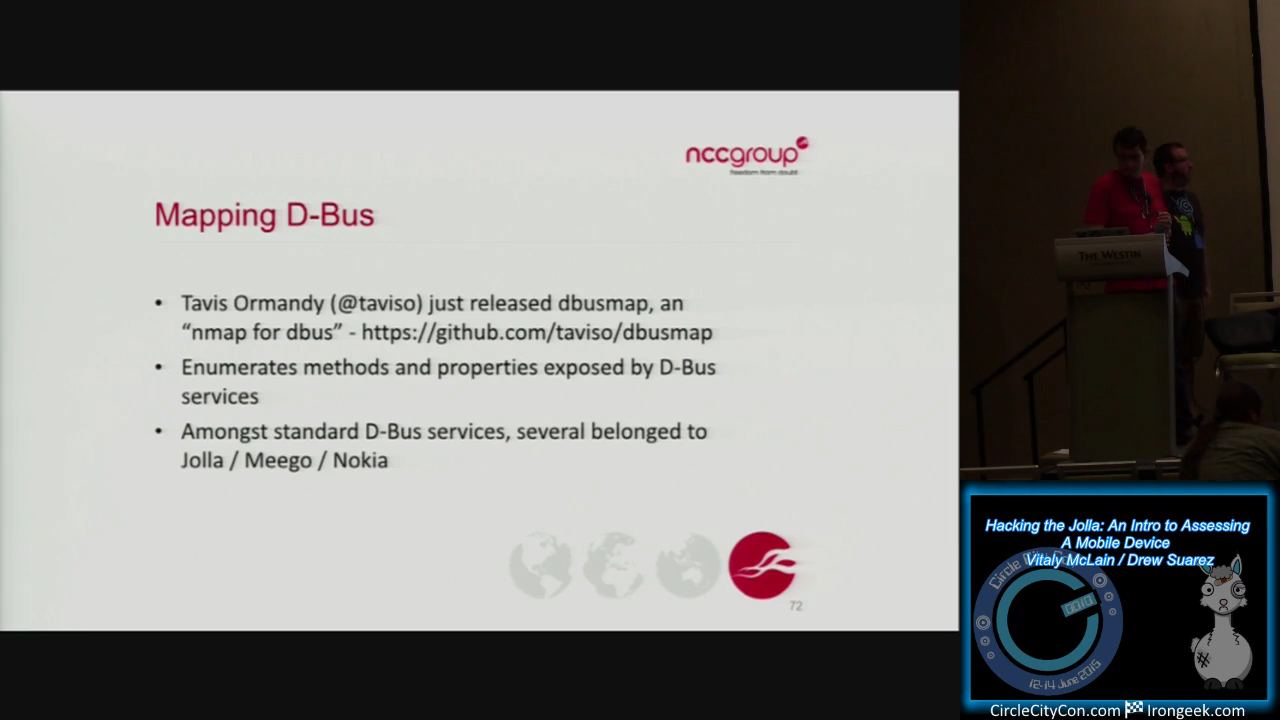 nccgroup
freedom from doubt
Mapping D-Bus
• Tavis Ormandy (@taviso) just released dbusmap, an
“nmap for dbus” - https://github.com/taviso/dbusmap
• Enumerates methods and properties exposed by D-Bus
services
• Amongst standard D-Bus services, several belonged to
Jolla / Meego / Nokia
72
THE WESTIN
Hacking the Jolla: An Intro to Assessing
A Mobile Device
Vitaly McLain / Drew Suarez
12-14 June 2015
CircleCityCon.com Irongeek.com